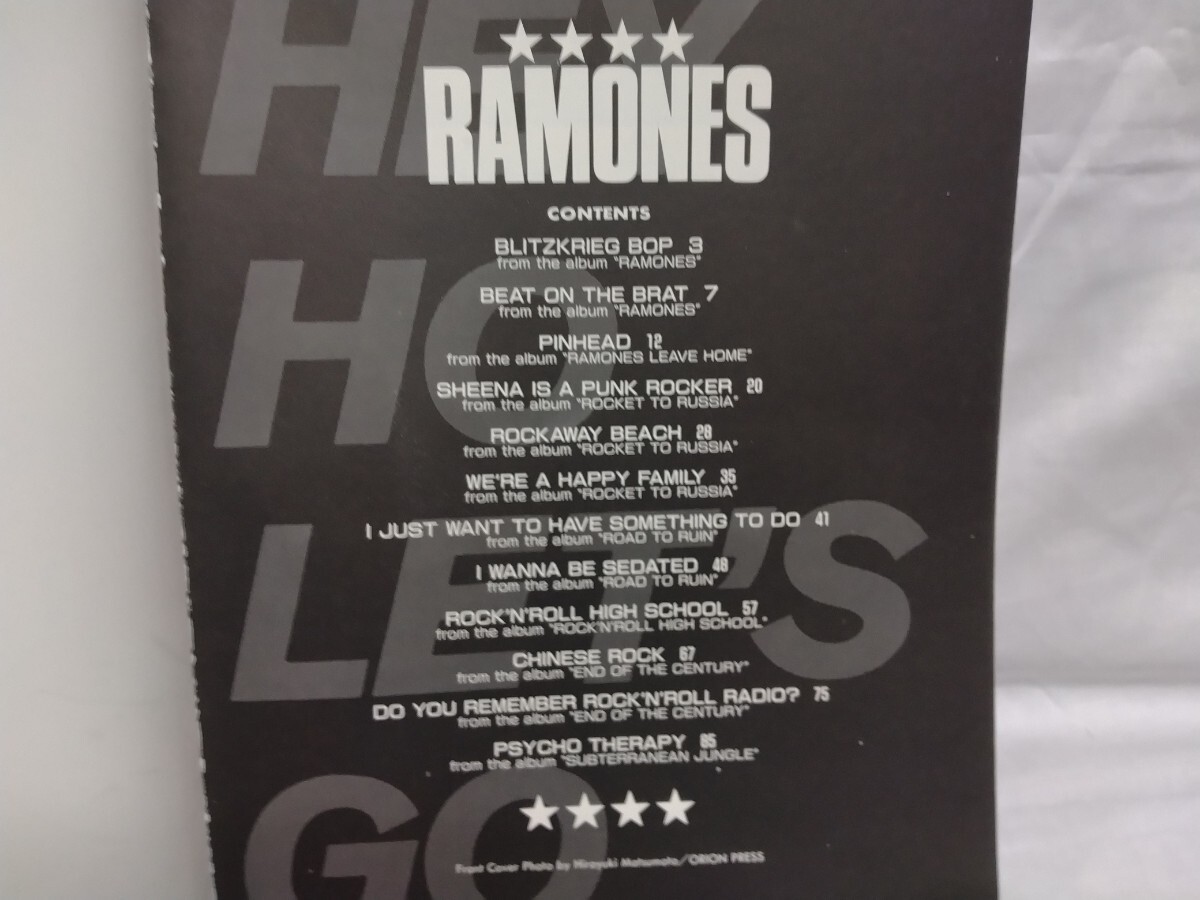 HEY
HO
LET'S
GO
RAMONES
CONTENTS
BLITZKRIEG BOP 3
from the album "RAMONES"
BEAT ON THE BRAT 7
from the album "RAMONES"
PINHEAD 12
from the album "RAMONES LEAVE HOME"
SHEENA IS A PUNK ROCKER 20
from the album "ROCKET TO RUSSIA"
ROCKAWAY BEACH 28
from the album "ROCKET TO RUSSIA"
WE'RE A HAPPY FAMILY 35
from the album "ROCKET TO RUSSIA"
I JUST WANT TO HAVE SOMETHING TO DO 41
from the album "ROAD TO RUIN"
I WANNA BE SEDATED 48
from the album "ROAD TO RUIN"
ROCK'N'ROLL HIGH SCHOOL 57
from the album "ROCK'N'ROLL HIGH SCHOOL"
CHINESE ROCK 67
from the album "END OF THE CENTURY"
DO YOU REMEMBER ROCK'N'ROLL RADIO? 75
from the album "END OF THE CENTURY"
PSYCHO THERAPY 85
from the album "SUBTERRANEAN JUNGLE"
Front Cover Photo by Hiroyuki Matsumoto/ORION PRESS